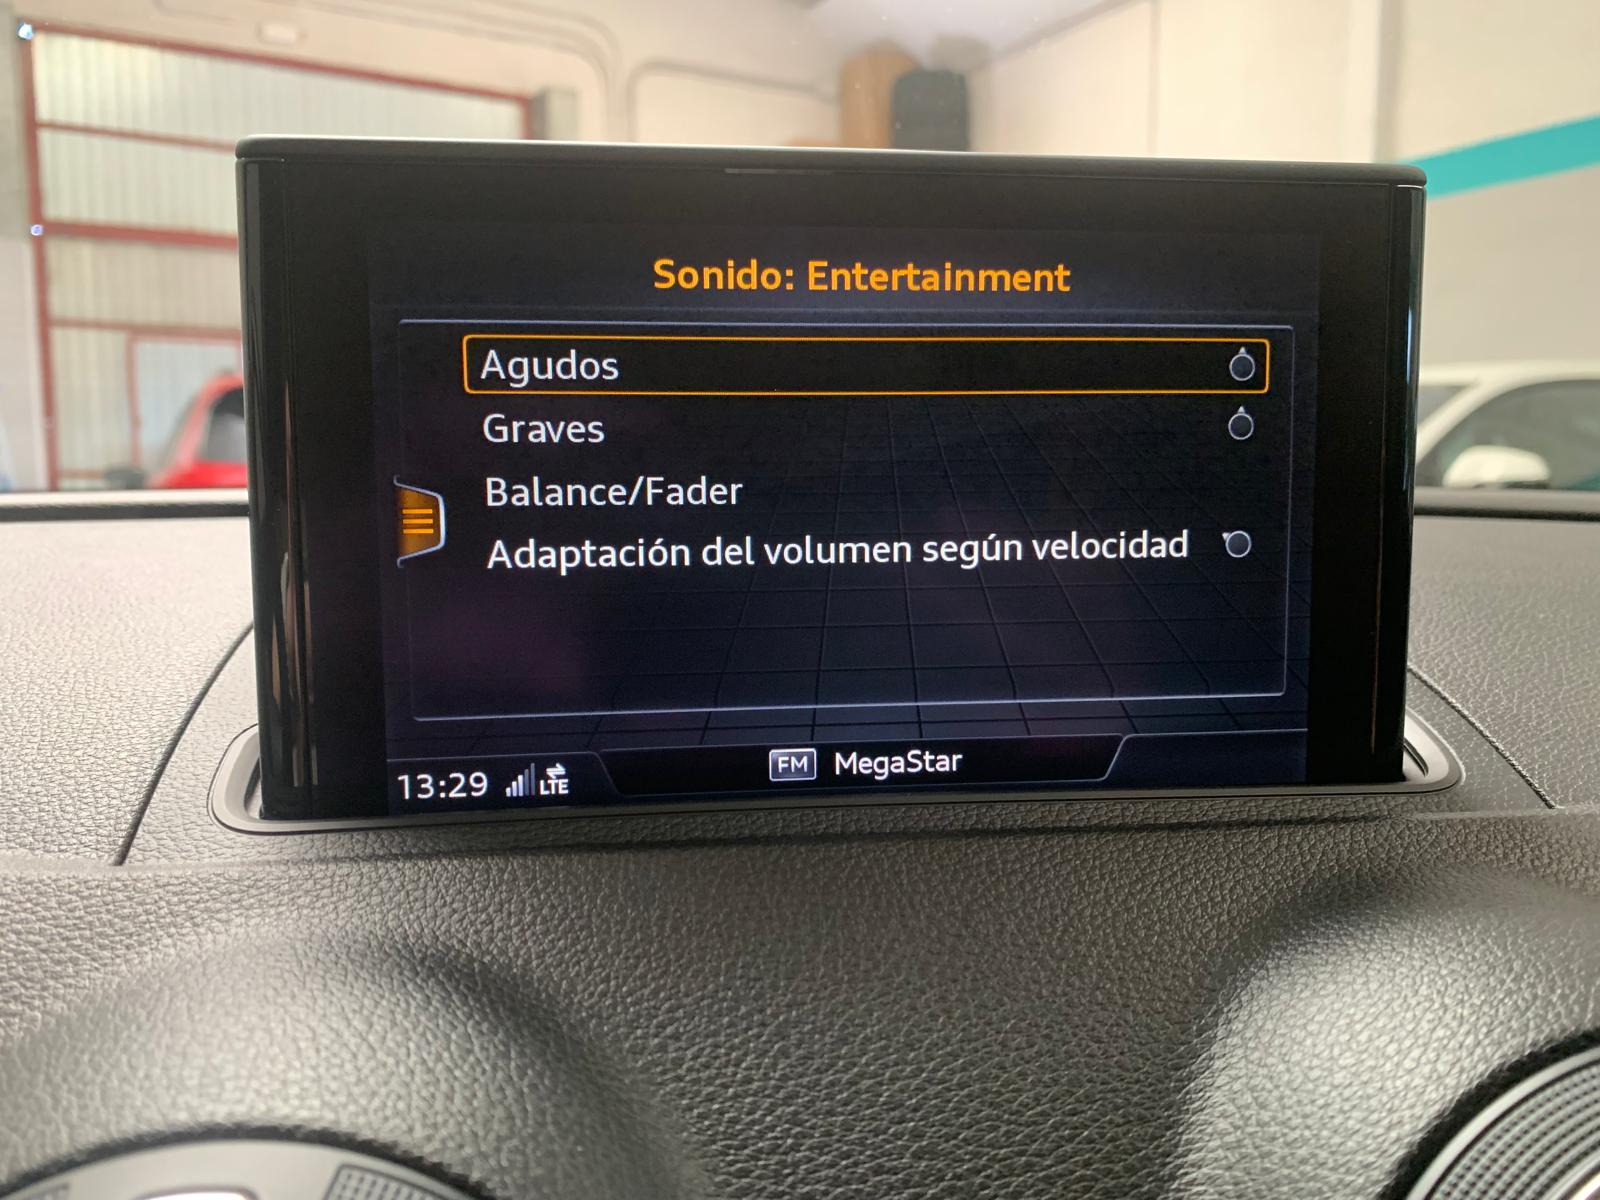 Sonido: Entertainment
Agudos
Graves
Balance/Fader
Adaptación del volumen según velocidad
13:29 LTE FM MegaStar